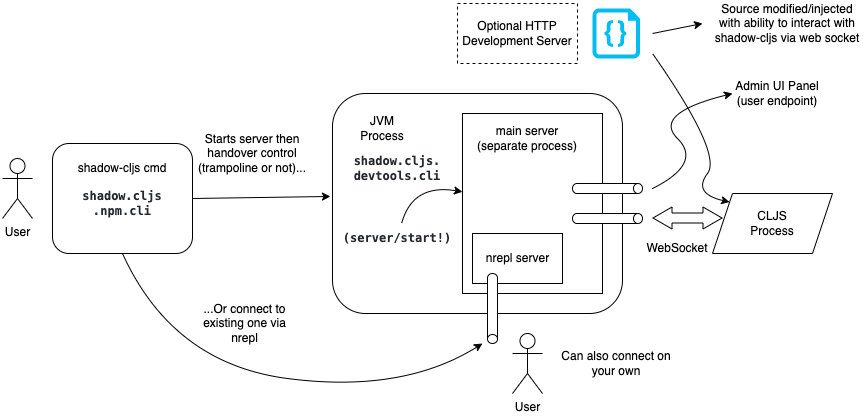 Optional HTTP
Development Server
{}
Source modified/injected
with ability to interact with
shadow-cljs via web socket
Admin UI Panel
(user endpoint)
JVM
Process
shadow.cljs.
devtools.cli
(server/start!)
main server
(separate process)
nrepl server
User
shadow-cljs cmd
shadow.cljs
.npm.cli
Starts server then
handover control
(trampoline or not)...
...Or connect to
existing one via
nrepl
WebSocket
CLJS
Process
Can also connect on
your own
User